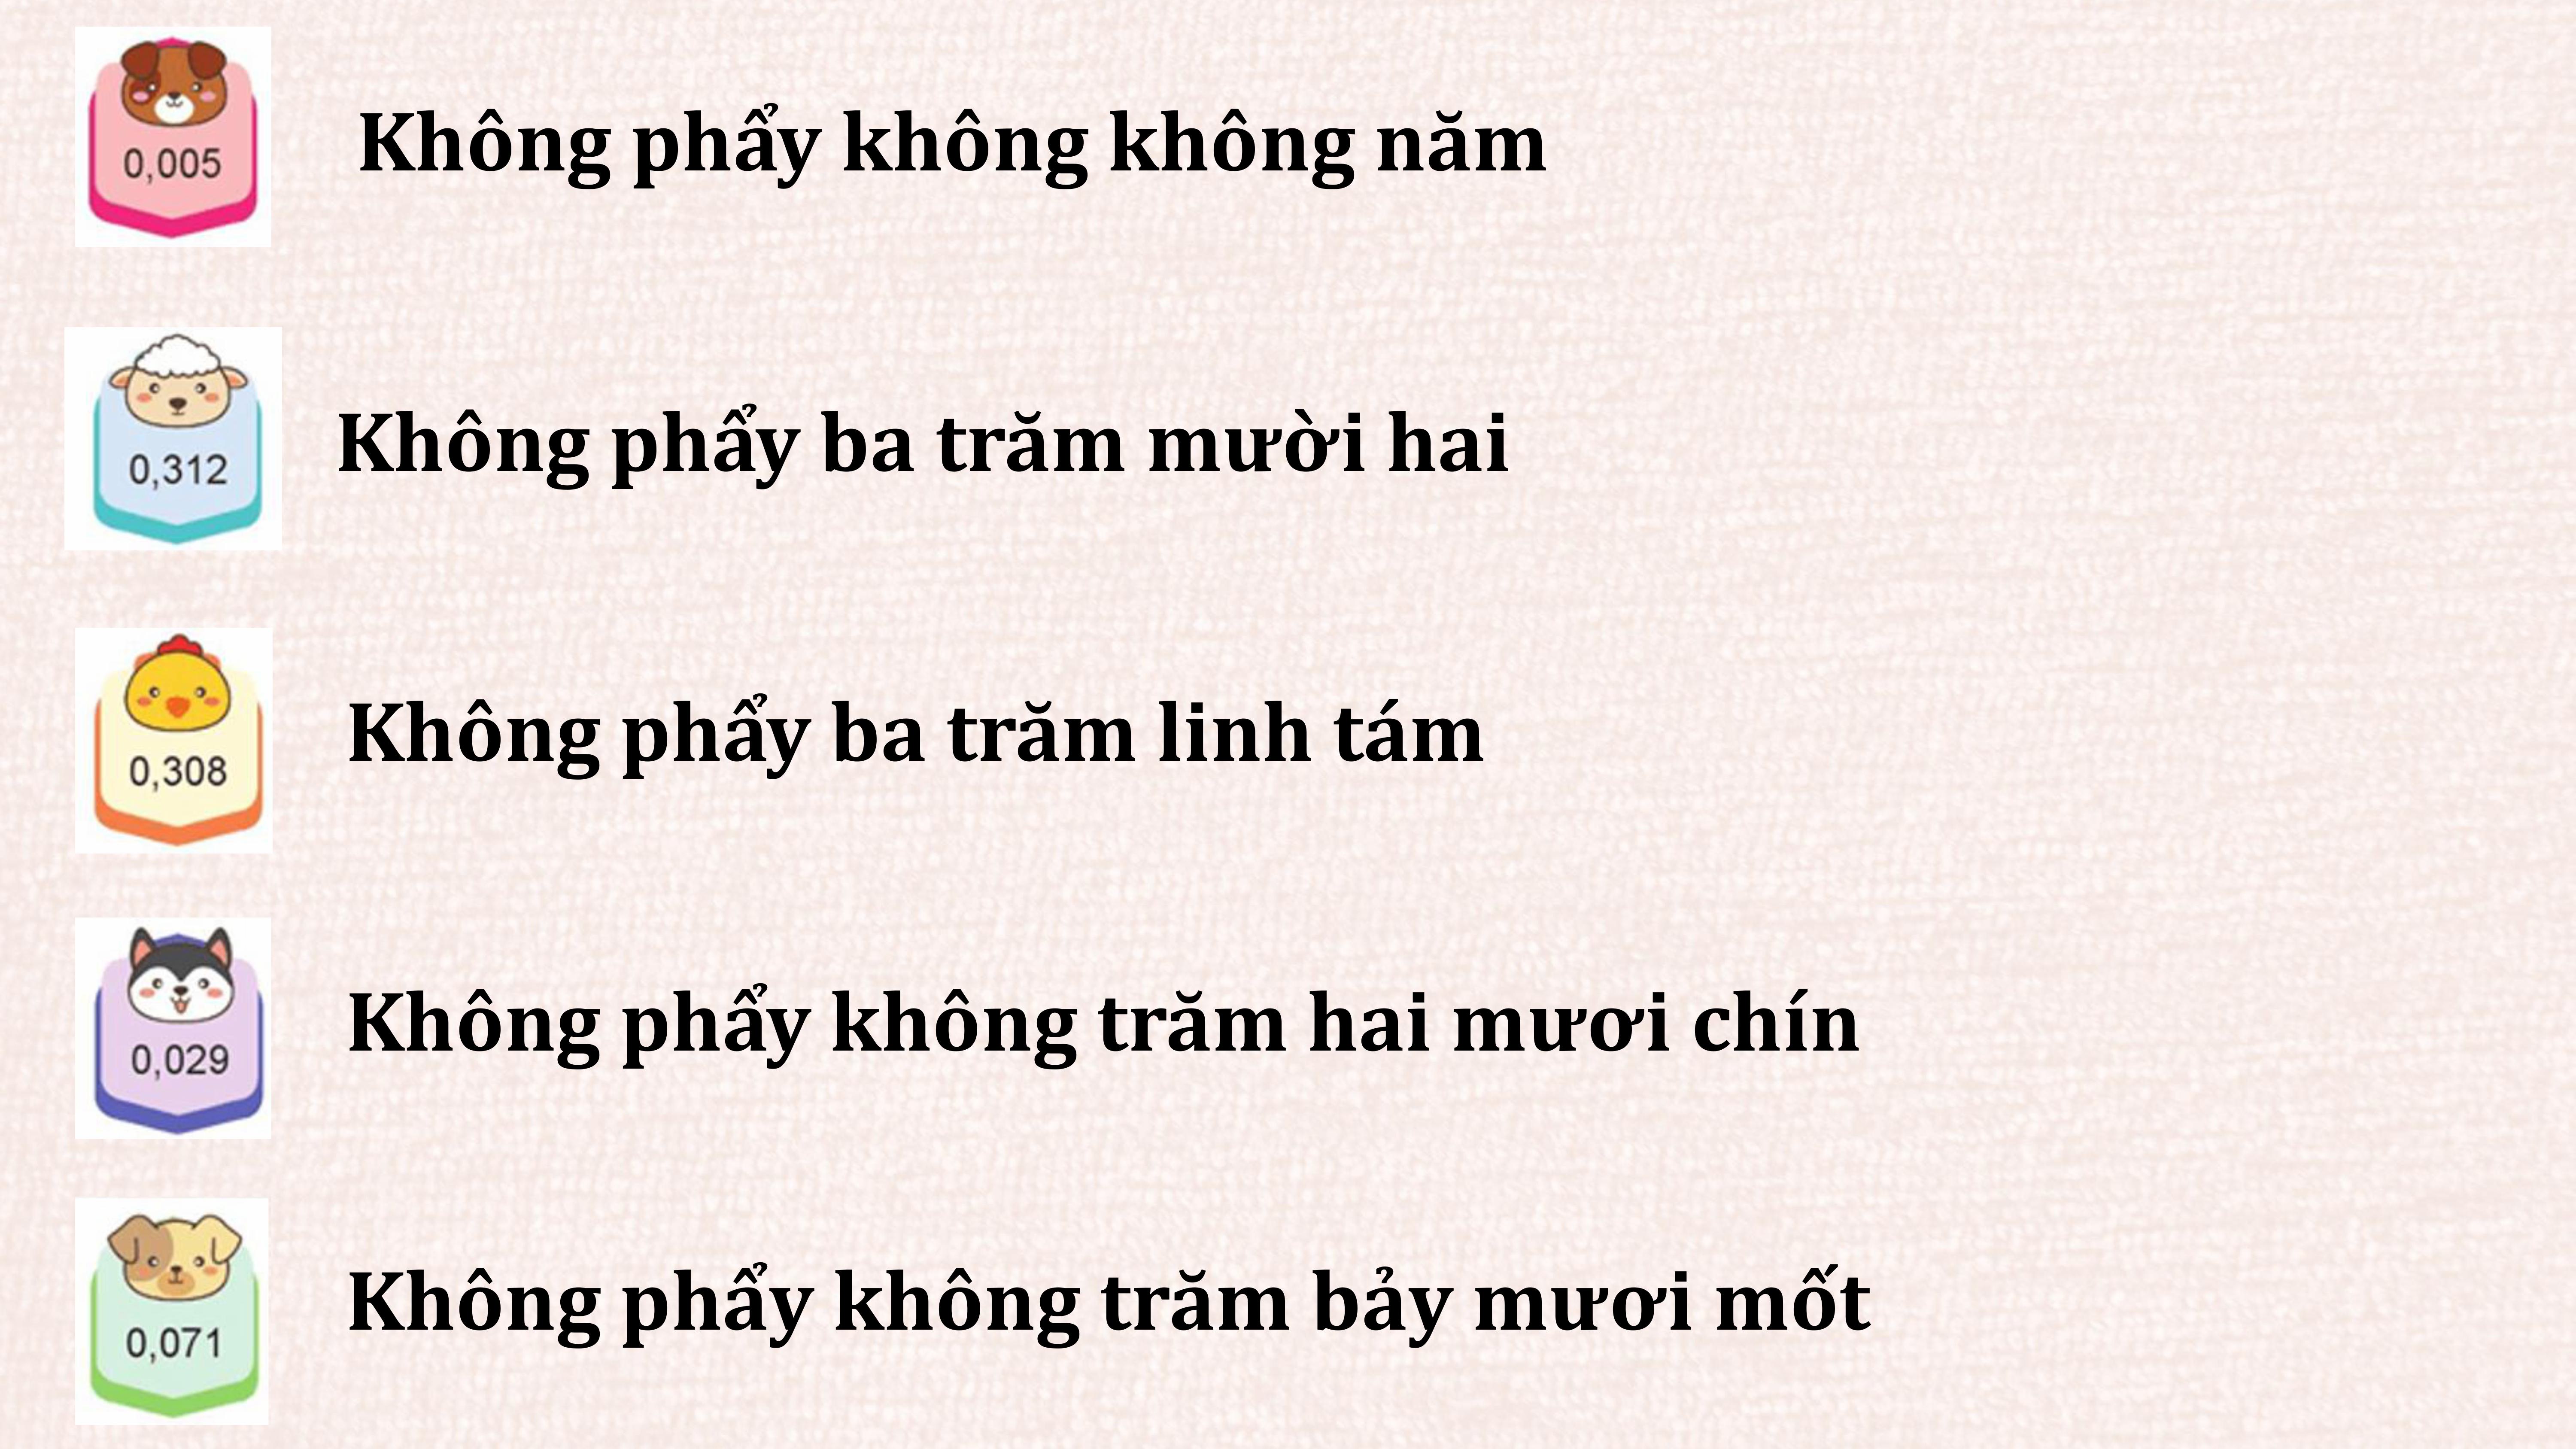 0,005
Không phẩy không không năm
0,312
Không phẩy ba trăm mười hai
0,308
Không phẩy ba trăm linh tám
0,029
Không phẩy không trăm hai mươi chín
0,071
Không phẩy không trăm bảy mươi mốt